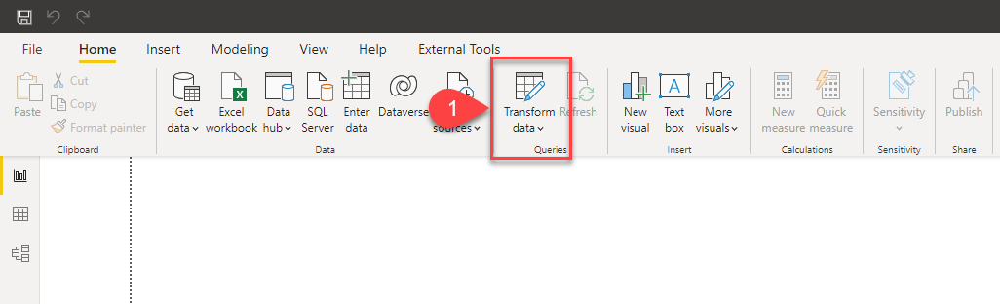 File Home Insert Modeling View Help External Tools
Paste
Cut
Copy
Format painter
Clipboard
Get
data
Excel
workbook
Data
hub
SQL
Server
Enter
data
Dataverse
sources
Data
1
Transform
data
Refresh
Queries
New
visual
Text
box
A
More
visuals
Insert
New
measure
Quick
measure
Calculations
Sensitivity
Sensitivity
Publish
Share